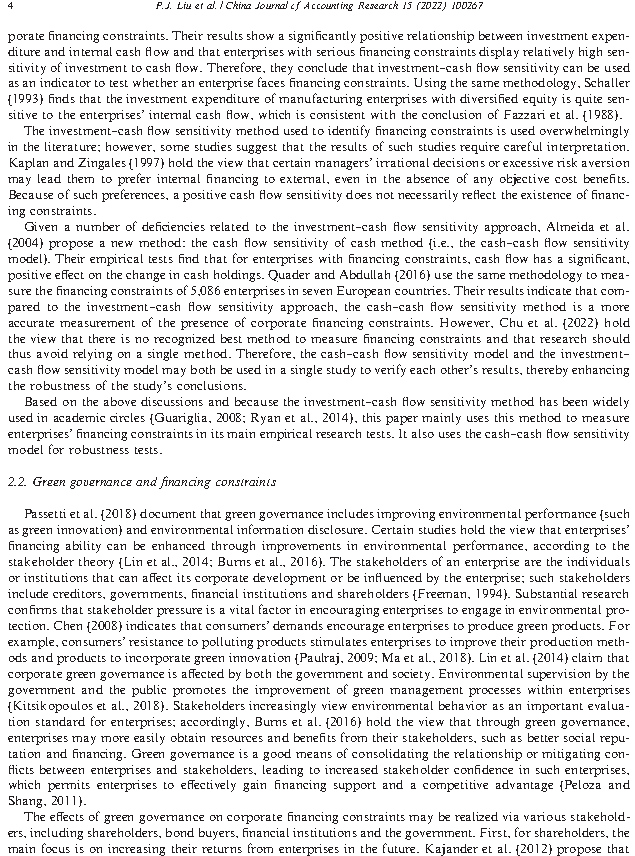 4
P.J. Liu et al. / China Journal of Accounting Research 15 (2022) 100267
porate financing constraints. Their results show a significantly positive relationship between investment expen-
diture and internal cash flow and that enterprises with serious financing constraints display relatively high sen-
sitivity of investment to cash flow. Therefore, they conclude that investment–cash flow sensitivity can be used
as an indicator to test whether an enterprise faces financing constraints. Using the same methodology, Schaller
(1993) finds that the investment expenditure of manufacturing enterprises with diversified equity is quite sen-
sitive to the enterprises' internal cash flow, which is consistent with the conclusion of Fazzari et al. (1988).
The investment–cash flow sensitivity method used to identify financing constraints is used overwhelmingly
in the literature; however, some studies suggest that the results of such studies require careful interpretation.
Kaplan and Zingales (1997) hold the view that certain managers' irrational decisions or excessive risk aversion
may lead them to prefer internal financing to external, even in the absence of any objective cost benefits.
Because of such preferences, a positive cash flow sensitivity does not necessarily reflect the existence of financ-
ing constraints.
Given a number of deficiencies related to the investment–cash flow sensitivity approach, Almeida et al.
(2004) propose a new method: the cash flow sensitivity of cash method (i.e., the cash–cash flow sensitivity
model). Their empirical tests find that for enterprises with financing constraints, cash flow has a significant,
positive effect on the change in cash holdings. Quader and Abdullah (2016) use the same methodology to mea-
sure the financing constraints of 5,086 enterprises in seven European countries. Their results indicate that com-
pared to the investment–cash flow sensitivity approach, the cash–cash flow sensitivity method is a more
accurate measurement of the presence of corporate financing constraints. However, Chu et al. (2022) hold
the view that there is no recognized best method to measure financing constraints and that research should
thus avoid relying on a single method. Therefore, the cash–cash flow sensitivity model and the investment–
cash flow sensitivity model may both be used in a single study to verify each other's results, thereby enhancing
the robustness of the study's conclusions.
Based on the above discussions and because the investment–cash flow sensitivity method has been widely
used in academic circles (Guariglia, 2008; Ryan et al., 2014), this paper mainly uses this method to measure
enterprises' financing constraints in its main empirical research tests. It also uses the cash–cash flow sensitivity
model for robustness tests.
2.2. Green governance and financing constraints
Passetti et al. (2018) document that green governance includes improving environmental performance (such
as green innovation) and environmental information disclosure. Certain studies hold the view that enterprises'
financing ability can be enhanced through improvements in environmental performance, according to the
stakeholder theory (Lin et al., 2014; Burns et al., 2016). The stakeholders of an enterprise are the individuals
or institutions that can affect its corporate development or be influenced by the enterprise; such stakeholders
include creditors, governments, financial institutions and shareholders (Freeman, 1994). Substantial research
confirms that stakeholder pressure is a vital factor in encouraging enterprises to engage in environmental pro-
tection. Chen (2008) indicates that consumers' demands encourage enterprises to produce green products. For
example, consumers' resistance to polluting products stimulates enterprises to improve their production meth-
ods and products to incorporate green innovation (Paulraj, 2009; Ma et al., 2018). Lin et al. (2014) claim that
corporate green governance is affected by both the government and society. Environmental supervision by the
government and the public promotes the improvement of green management processes within enterprises
(Kitsikopoulos et al., 2018). Stakeholders increasingly view environmental behavior as an important evalua-
tion standard for enterprises; accordingly, Burns et al. (2016) hold the view that through green governance,
enterprises may more easily obtain resources and benefits from their stakeholders, such as better social repu-
tation and financing. Green governance is a good means of consolidating the relationship or mitigating con-
flicts between enterprises and stakeholders, leading to increased stakeholder confidence in such enterprises,
which permits enterprises to effectively gain financing support and a competitive advantage (Peloza and
Shang, 2011).
The effects of green governance on corporate financing constraints may be realized via various stakehold-
ers, including shareholders, bond buyers, financial institutions and the government. First, for shareholders, the
main focus is on increasing their returns from enterprises in the future. Kajander et al. (2012) propose that